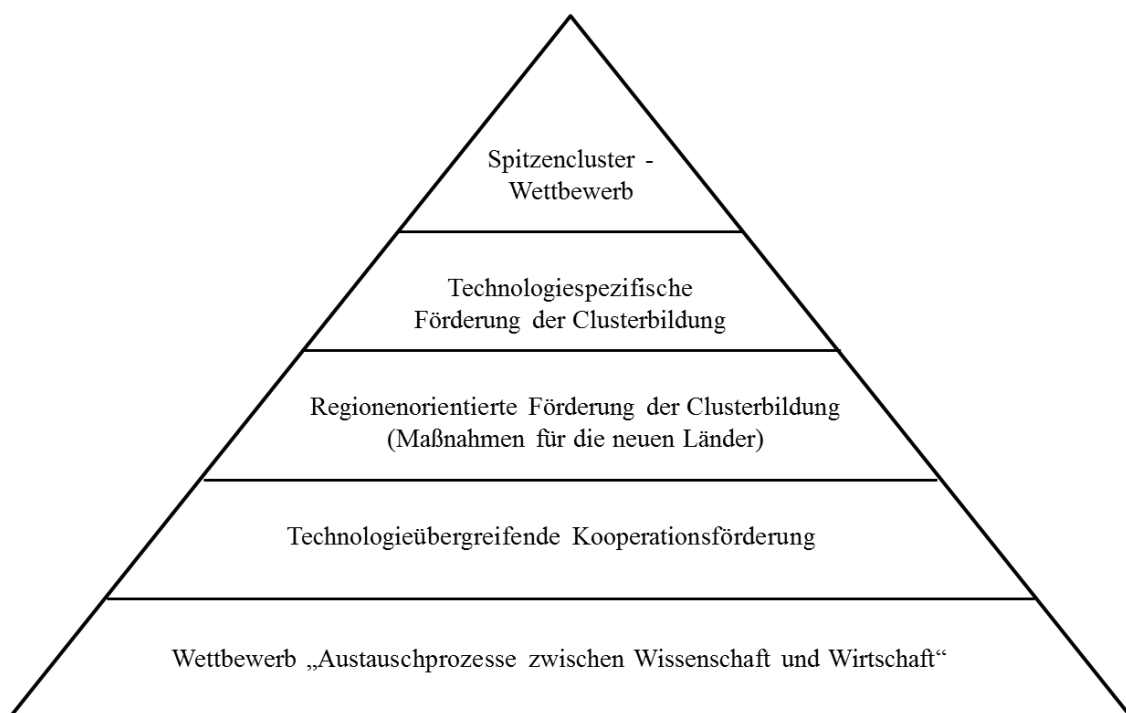 Spitzencluster -
Wettbewerb
Technologiespezifische
Förderung der Clusterbildung
Regionenorientierte Förderung der Clusterbildung
(Maßnahmen für die neuen Länder)
Technologieübergreifende Kooperationsförderung
Wettbewerb „Austauschprozesse zwischen Wissenschaft und Wirtschaft“